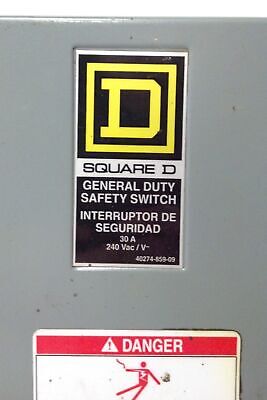 D
SQUARE D
GENERAL DUTY
SAFETY SWITCH
INTERRUPTOR DE
SEGURIDAD
30 A
240 Vac / V~
40274-859-09
⚠ DANGER